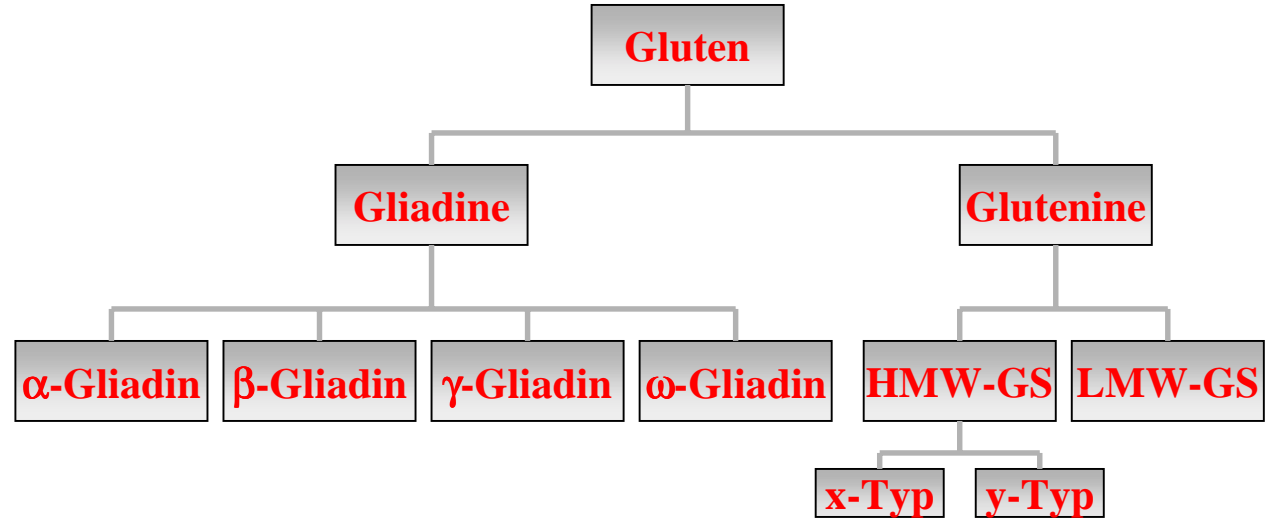 Gluten
Gliadine
Glutenine
α-Gliadin
β-Gliadin
γ-Gliadin
ω-Gliadin
HMW-GS
LMW-GS
x-Typ
y-Typ